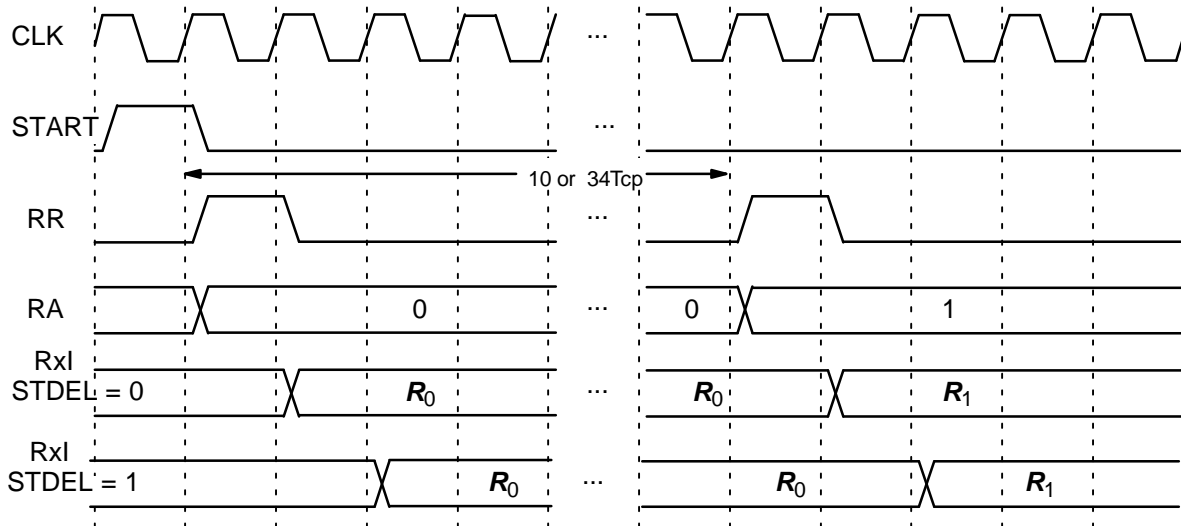 CLK ...
START ...
10 or 34Tcp
RR ...
RA 0 ... 0 1
RxI
STDEL = 0 R0 ... R0 R1
RxI
STDEL = 1 R0 ... R0 R1